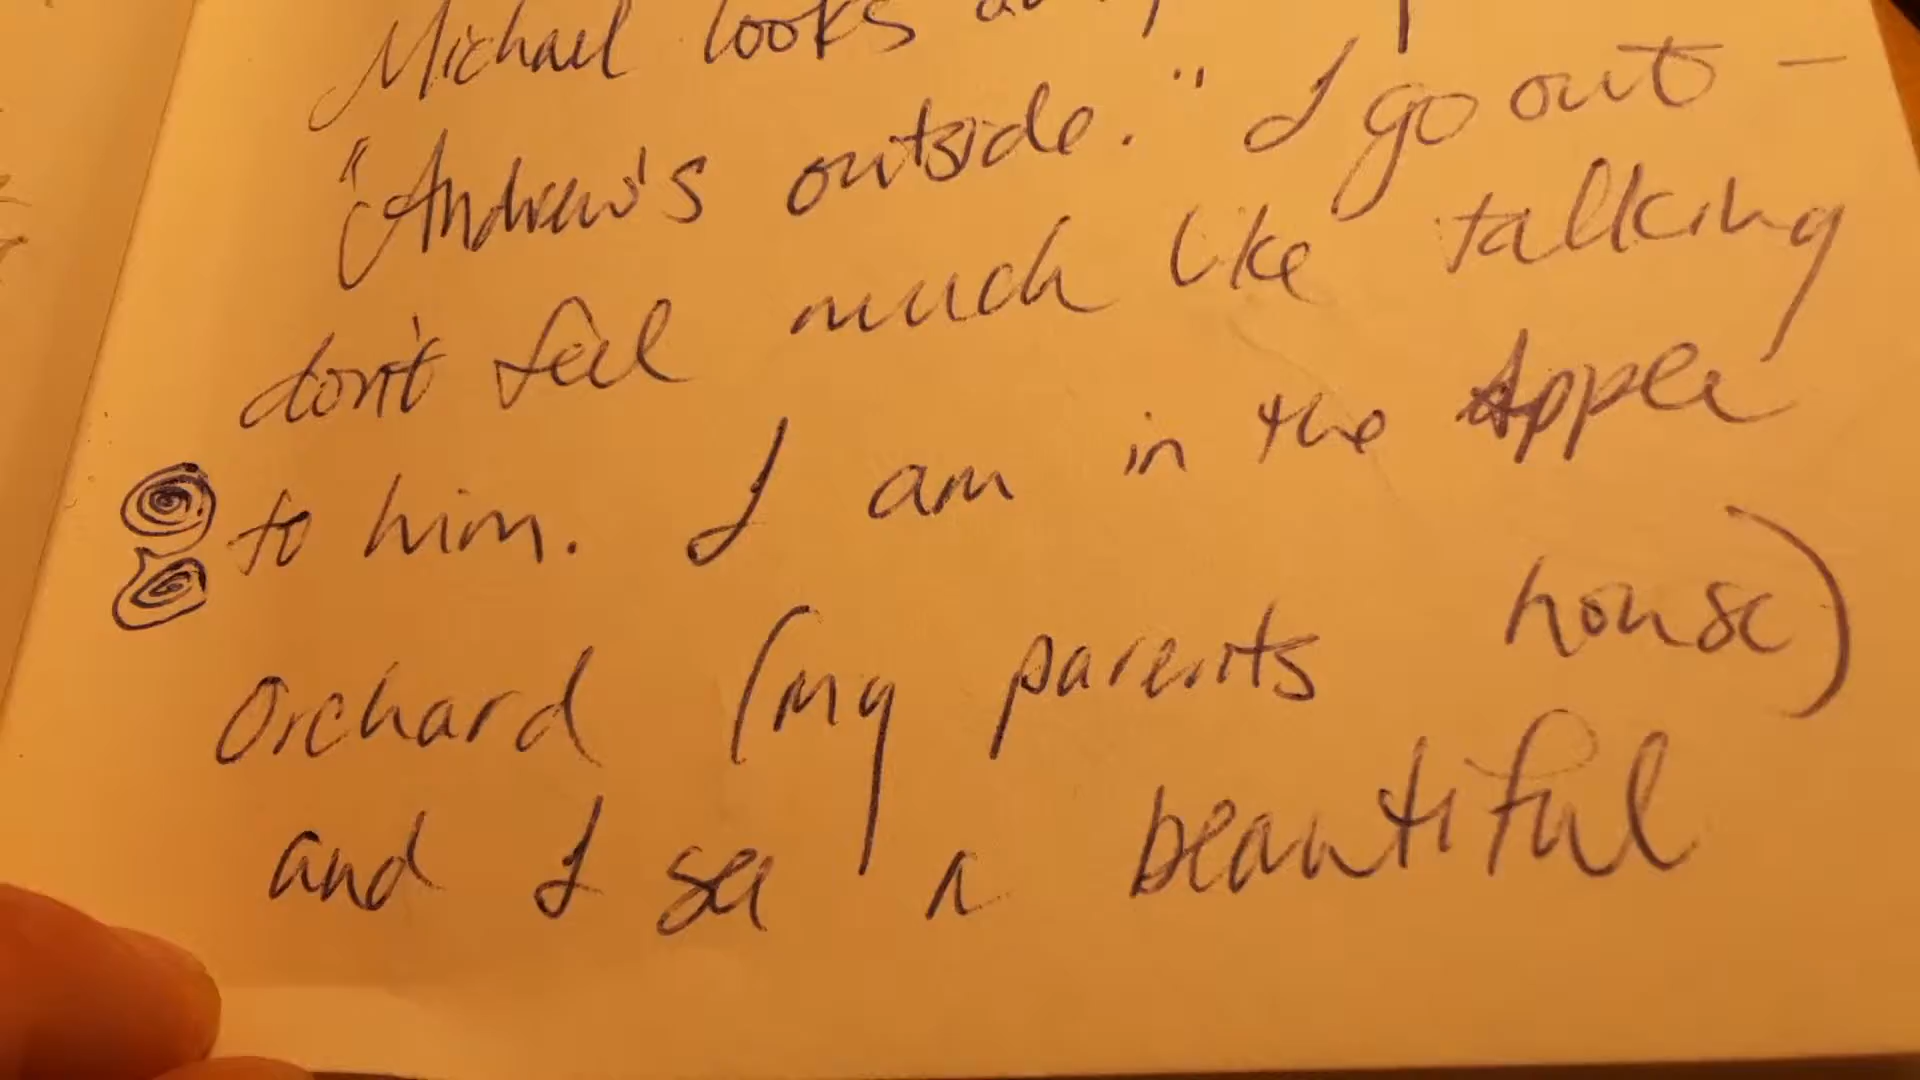 Michael looks
"Andrew's outside." I go out –
don't feel much like talking
to him. I am in the Apple
Orchard (my parents house)
and I see a beautiful